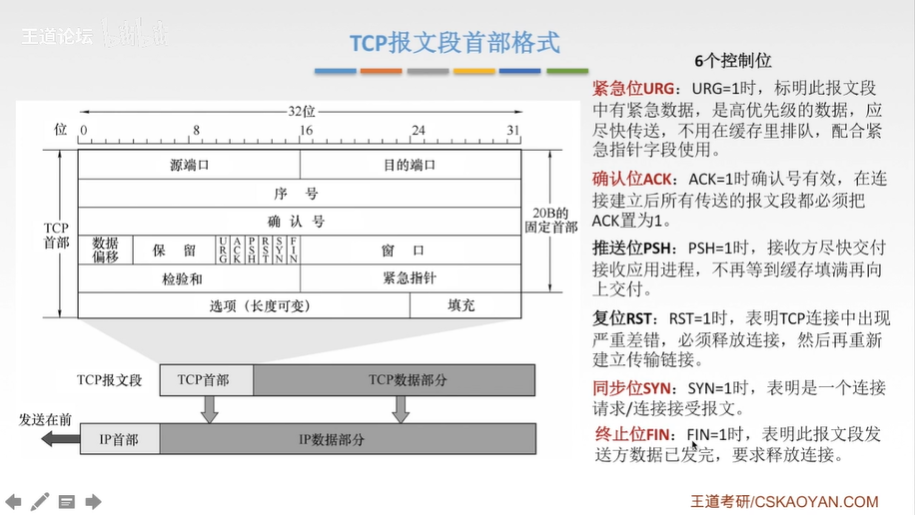 王道论坛
TCP报文段首部格式
32位
位 0 8 16 24 31
源端口 目的端口
序 号
确 认 号
数据偏移 保 留 URG ACK PSH RST SYN FIN 窗 口
检验和 紧急指针
选项（长度可变） 填充
TCP首部
20B的
固定首部
TCP报文段 TCP首部 TCP数据部分
发送在前
IP首部 IP数据部分
6个控制位
紧急位URG：URG=1时，标明此报文段
中有紧急数据，是高优先级的数据，应
尽快传送，不用在缓存里排队，配合紧
急指针字段使用。
确认位ACK：ACK=1时确认号有效，在连
接建立后所有传送的报文段都必须把
ACK置为1。
推送位PSH：PSH=1时，接收方尽快交付
接收应用进程，不再等到缓存填满再向
上交付。
复位RST：RST=1时，表明TCP连接中出现
严重差错，必须释放连接，然后再重新
建立传输链接。
同步位SYN：SYN=1时，表明是一个连接
请求/连接接受报文。
终止位FIN：FIN=1时，表明此报文段发
送方数据已发完，要求释放连接。
王道考研/CSKAOYAN.COM